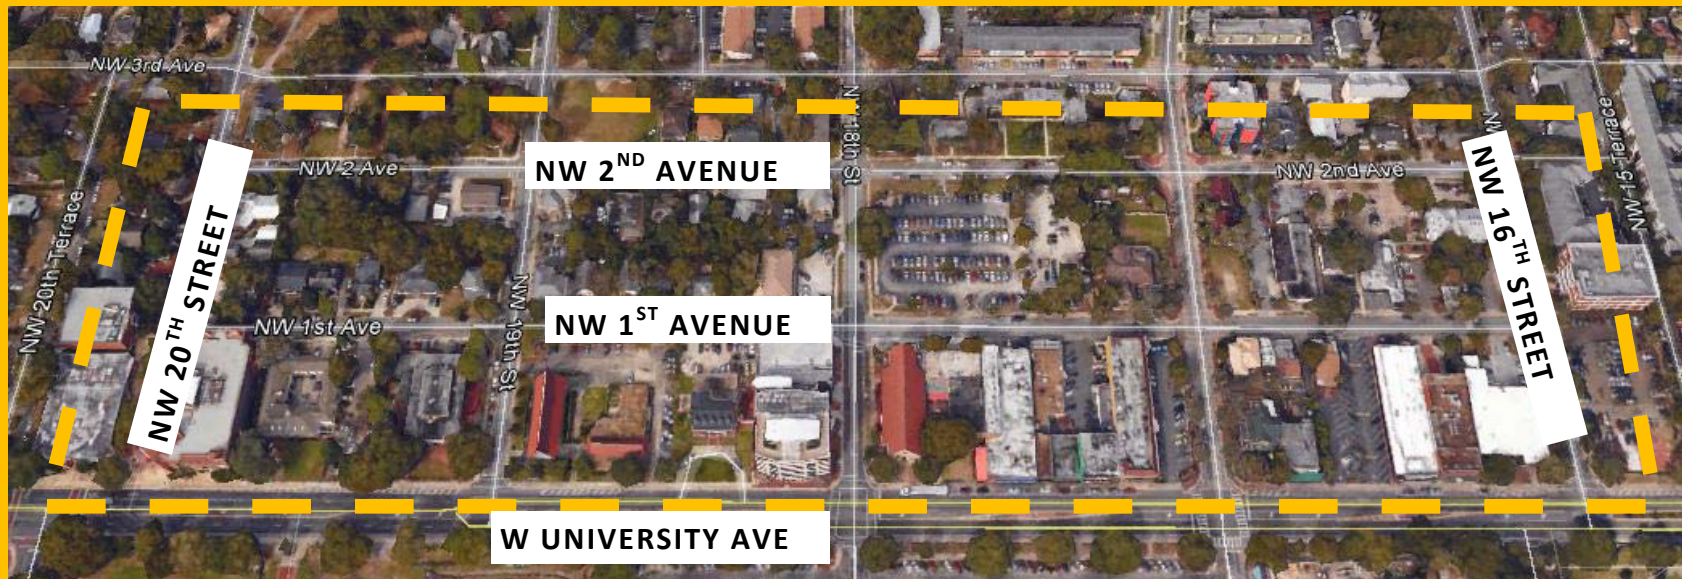 NW 3rd Ave
NW 18th St
NW
NW 15 Terrace
NW 2 Ave
NW 2ND AVENUE
NW 2nd Ave
NW 20th Terrace
NW 20TH STREET
NW 16TH STREET
NW 19th St
NW 1st Ave
NW 1ST AVENUE
W UNIVERSITY AVE